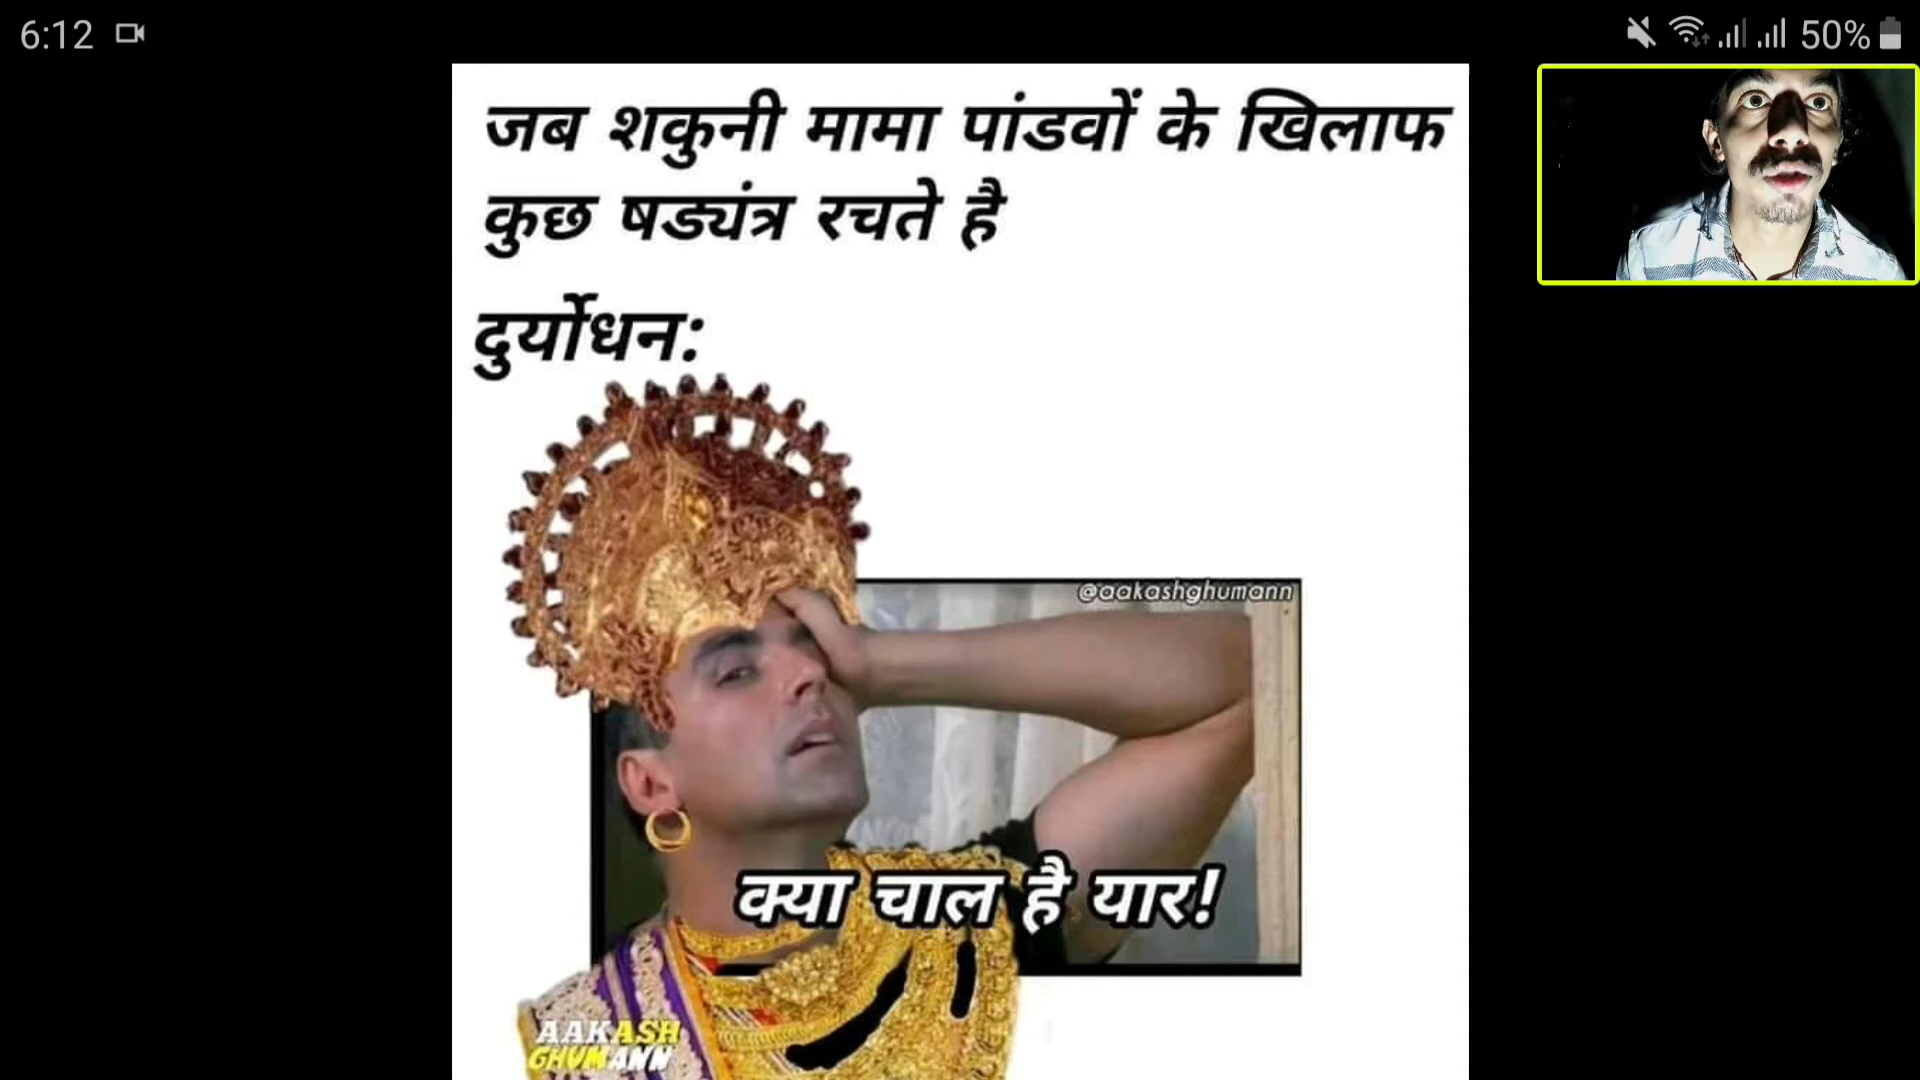 6:12
50%
जब शकुनी मामा पांडवों के खिलाफ
कुछ षड्यंत्र रचते है
दुर्योधन:
@aakashghumann
क्या चाल है यार!
AAKASH
GHUMANN